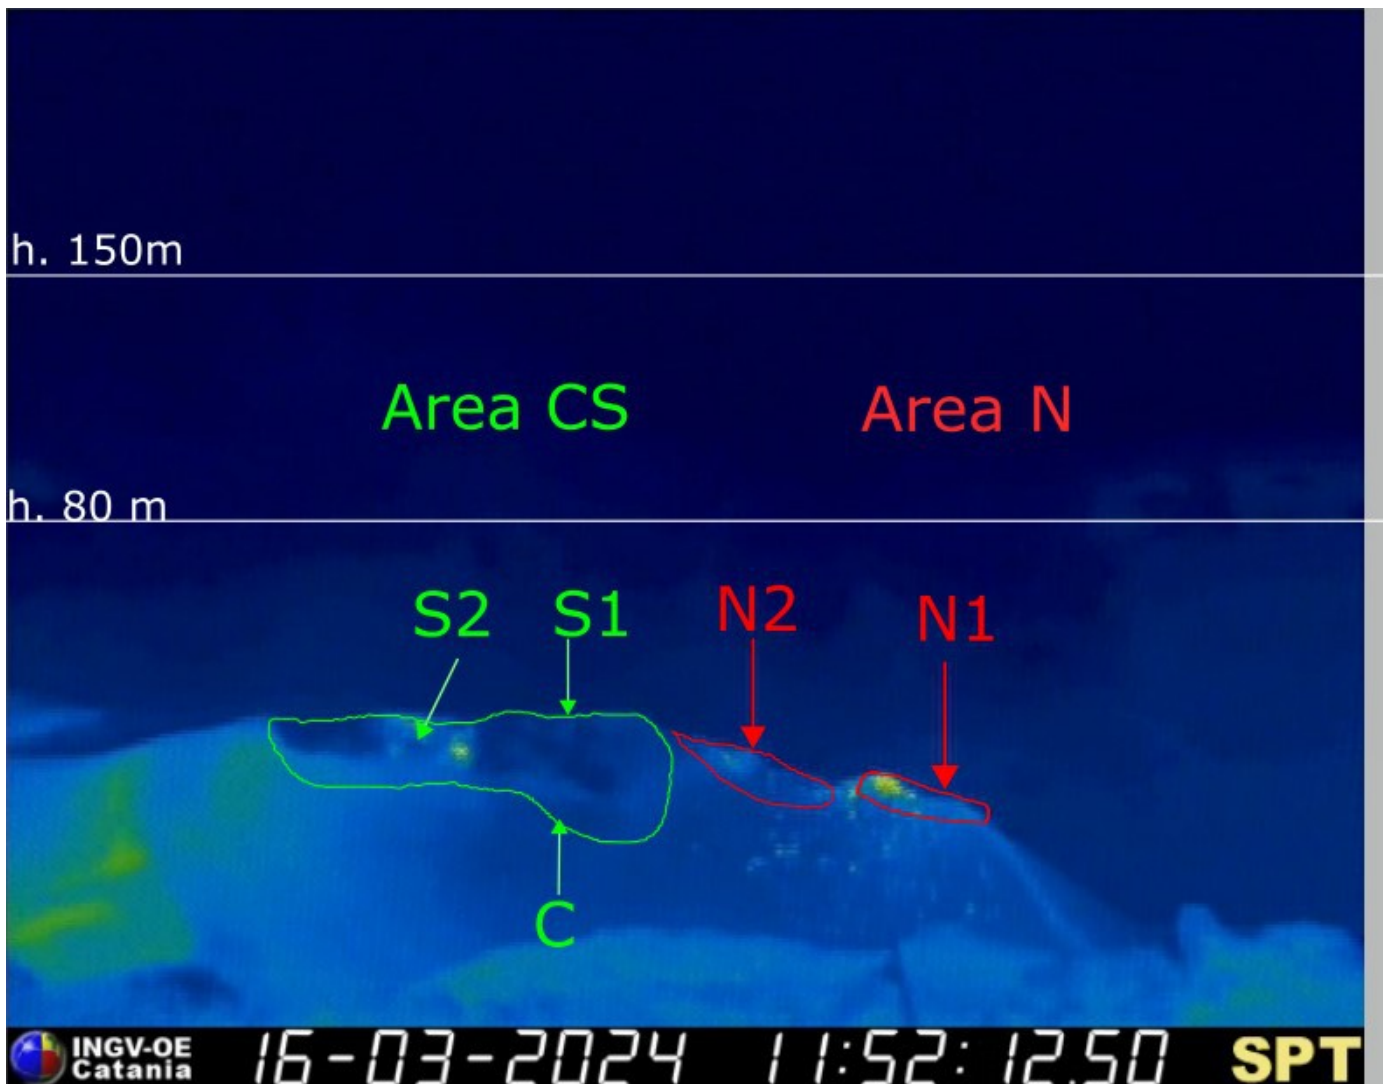 h. 150m
Area CS
Area N
h. 80 m
S2
S1
N2
N1
C
INGV-OE
Catania
16-03-2024 11:52:12.50
SPT